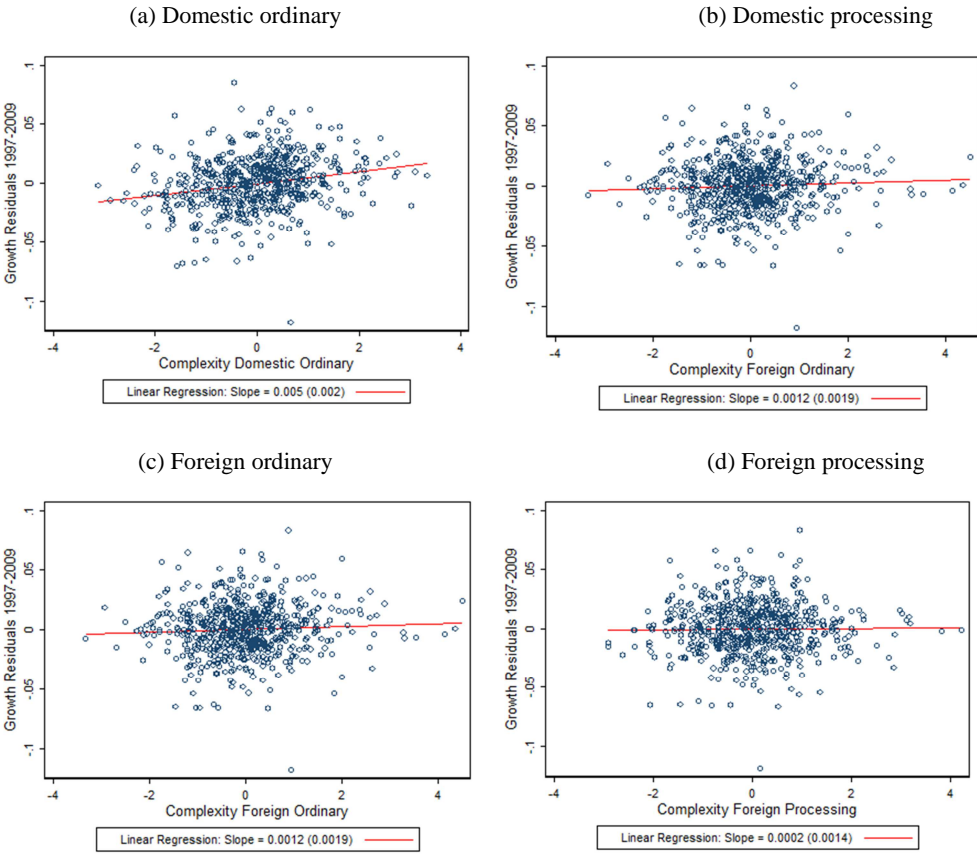 (a) Domestic ordinary
(b) Domestic processing
Growth Residuals 1997-2009
.1
.05
0
-.05
-.1
-4 -2 0 2 4
Complexity Domestic Ordinary
Linear Regression: Slope = 0.005 (0.002)
Growth Residuals 1997-2009
.1
.05
0
-.05
-.1
-4 -2 0 2 4
Complexity Foreign Ordinary
Linear Regression: Slope = 0.0012 (0.0019)
(c) Foreign ordinary
(d) Foreign processing
Growth Residuals 1997-2009
.1
.05
0
-.05
-.1
-4 -2 0 2 4
Complexity Foreign Ordinary
Linear Regression: Slope = 0.0012 (0.0019)
Growth Residuals 1997-2009
.1
.05
0
-.05
-.1
-4 -2 0 2 4
Complexity Foreign Processing
Linear Regression: Slope = 0.0002 (0.0014)